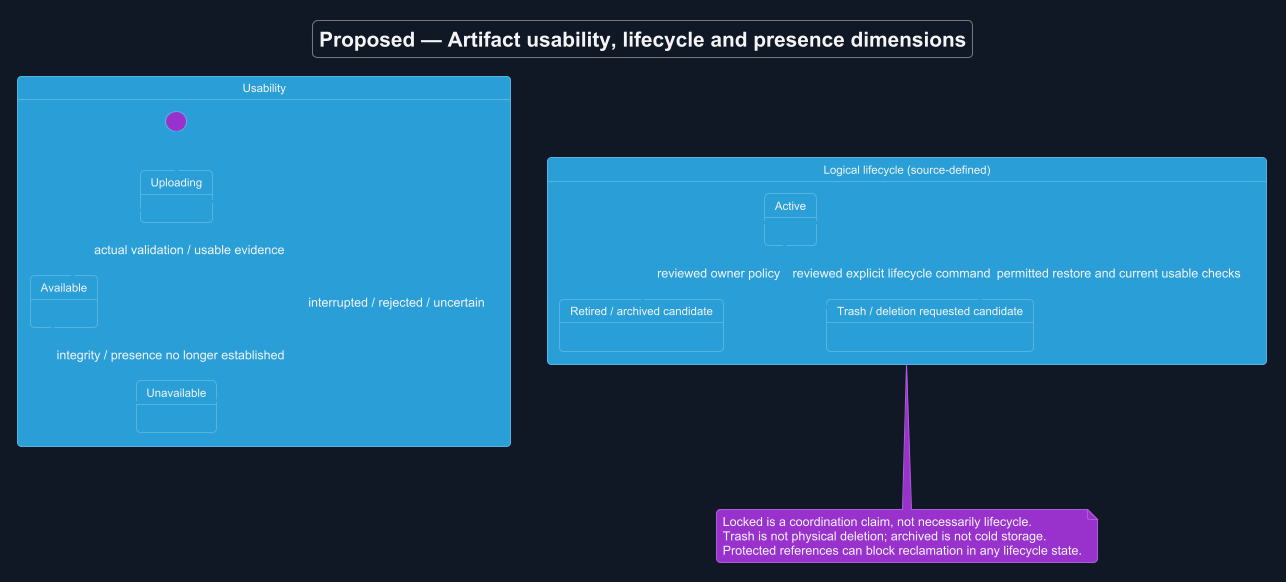 Proposed — Artifact usability, lifecycle and presence dimensions
Usability
Uploading
actual validation / usable evidence
Available
interrupted / rejected / uncertain
integrity / presence no longer established
Unavailable
Logical lifecycle (source-defined)
Active
reviewed owner policy
reviewed explicit lifecycle command
permitted restore and current usable checks
Retired / archived candidate
Trash / deletion requested candidate
Locked is a coordination claim, not necessarily lifecycle.
Trash is not physical deletion; archived is not cold storage.
Protected references can block reclamation in any lifecycle state.